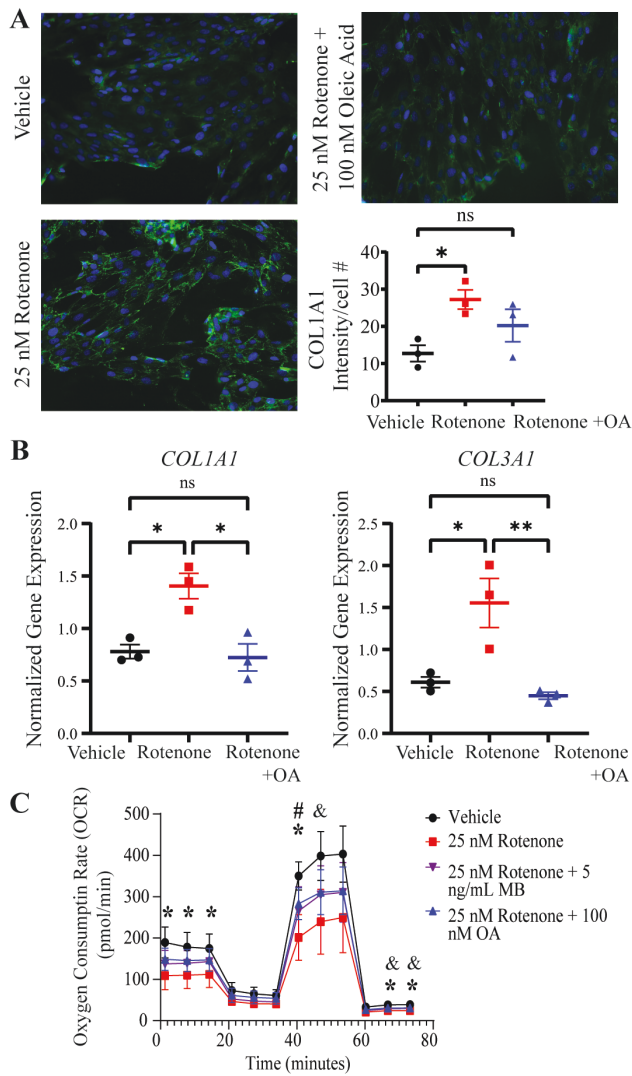 A
Vehicle
25 nM Rotenone +
100 nM Oleic Acid
25 nM Rotenone
ns
*
40
30
20
10
0
COL1A1
Intensity/cell #
Vehicle Rotenone Rotenone +OA
B
COL1A1
ns
*
*
2.0
1.5
1.0
0.5
0.0
Normalized Gene Expression
Vehicle Rotenone Rotenone
+OA
COL3A1
ns
*
**
2.5
2.0
1.5
1.0
0.5
0.0
Normalized Gene Expression
Vehicle Rotenone Rotenone
+OA
C
Oxygen Consumptin Rate (OCR)
(pmol/min)
500
400
300
200
100
0
* * *
# &
*
& &
* *
0 20 40 60 80
Time (minutes)
Vehicle
25 nM Rotenone
25 nM Rotenone + 5
ng/mL MB
25 nM Rotenone + 100
nM OA